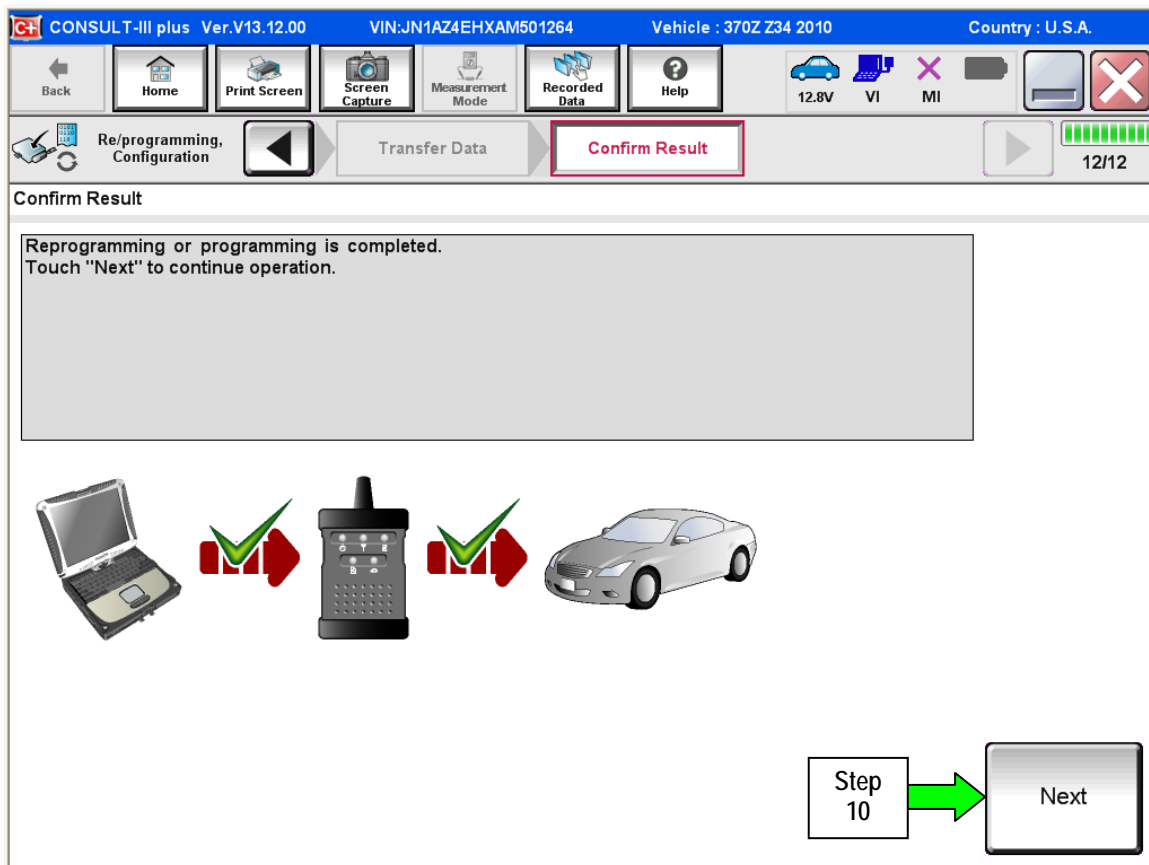 C+ CONSULT-III plus Ver.V13.12.00 VIN:JN1AZ4EHXAM501264 Vehicle : 370Z Z34 2010 Country : U.S.A.
Back
Home
Print Screen
Screen
Capture
Measurement
Mode
Recorded
Data
Help
12.8V
VI
MI
Re/programming,
Configuration
Transfer Data
Confirm Result
12/12
Confirm Result
Reprogramming or programming is completed.
Touch "Next" to continue operation.
Step
10
Next